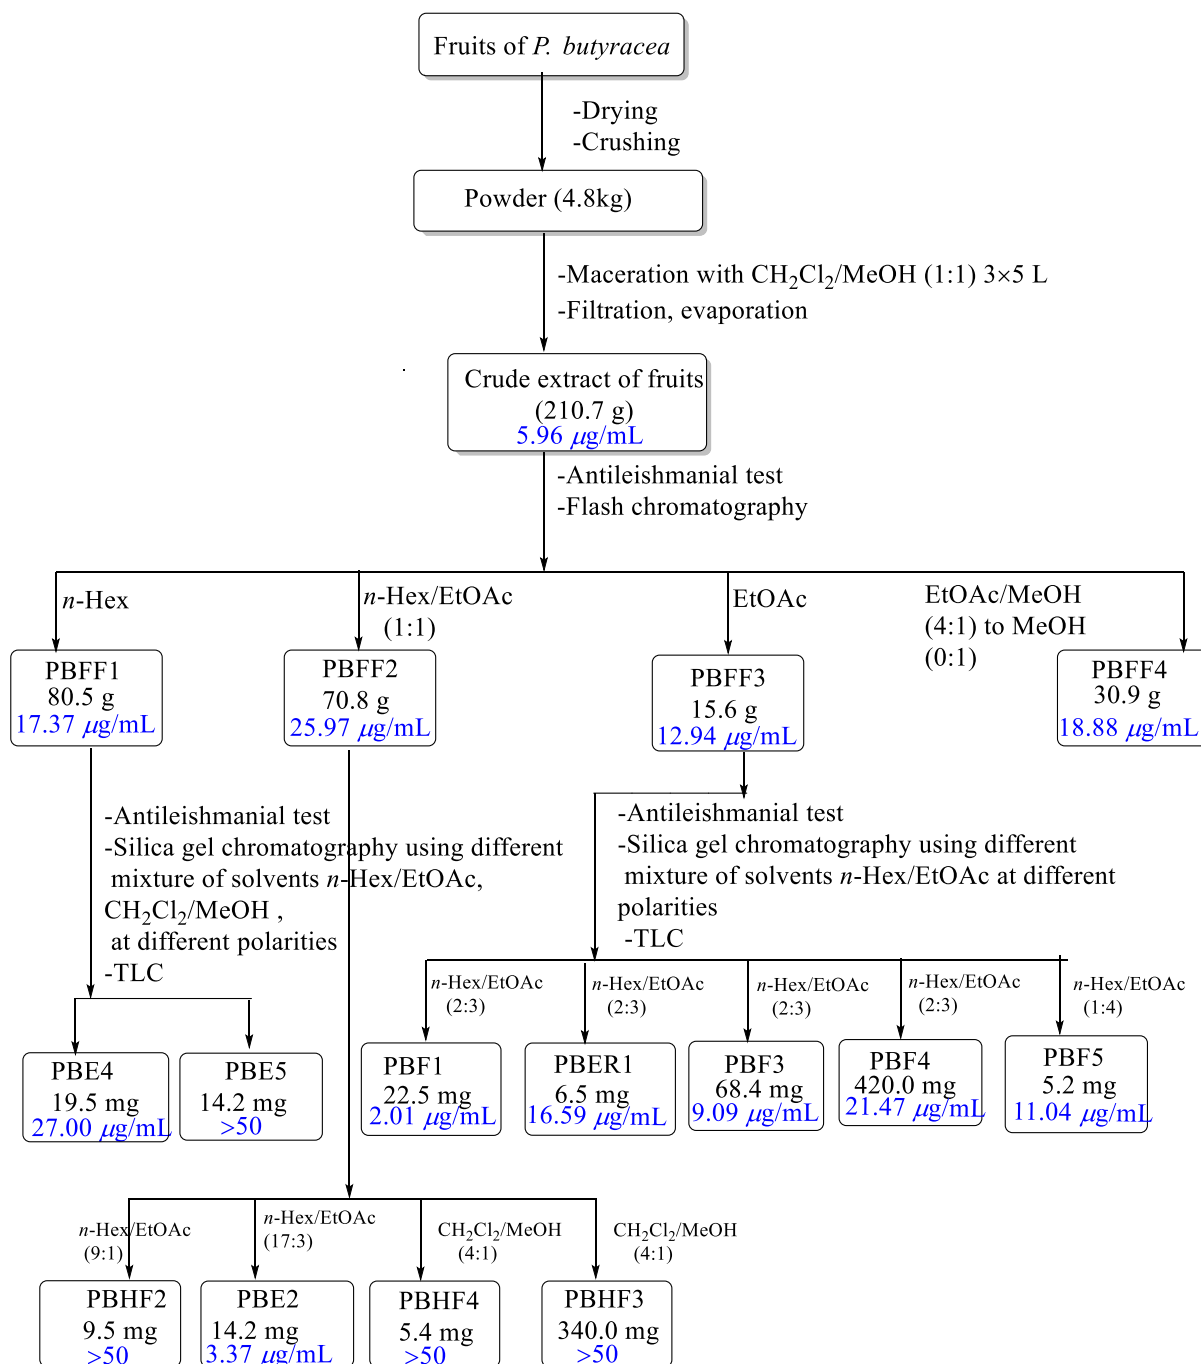 Fruits of P. butyracea
-Drying
-Crushing
Powder (4.8kg)
-Maceration with CH₂Cl₂/MeOH (1:1) 3×5 L
-Filtration, evaporation
Crude extract of fruits
(210.7 g)
5.96 μg/mL
-Antileishmanial test
-Flash chromatography
n-Hex
n-Hex/EtOAc
(1:1)
EtOAc
EtOAc/MeOH
(4:1) to MeOH
(0:1)
PBFF1
80.5 g
17.37 μg/mL
PBFF2
70.8 g
25.97 μg/mL
PBFF3
15.6 g
12.94 μg/mL
PBFF4
30.9 g
18.88 μg/mL
-Antileishmanial test
-Silica gel chromatography using different
mixture of solvents n-Hex/EtOAc,
CH₂Cl₂/MeOH ,
at different polarities
-TLC
-Antileishmanial test
-Silica gel chromatography using different
mixture of solvents n-Hex/EtOAc at different
polarities
-TLC
PBE4
19.5 mg
27.00 μg/mL
PBE5
14.2 mg
>50
n-Hex/EtOAc
(2:3)
n-Hex/EtOAc
(2:3)
n-Hex/EtOAc
(2:3)
n-Hex/EtOAc
(2:3)
n-Hex/EtOAc
(1:4)
PBF1
22.5 mg
2.01 μg/mL
PBER1
6.5 mg
16.59 μg/mL
PBF3
68.4 mg
9.09 μg/mL
PBF4
420.0 mg
21.47 μg/mL
PBF5
5.2 mg
11.04 μg/mL
n-Hex/EtOAc
(9:1)
n-Hex/EtOAc
(17:3)
CH₂Cl₂/MeOH
(4:1)
CH₂Cl₂/MeOH
(4:1)
PBHF2
9.5 mg
>50
PBE2
14.2 mg
3.37 μg/mL
PBHF4
5.4 mg
>50
PBHF3
340.0 mg
>50